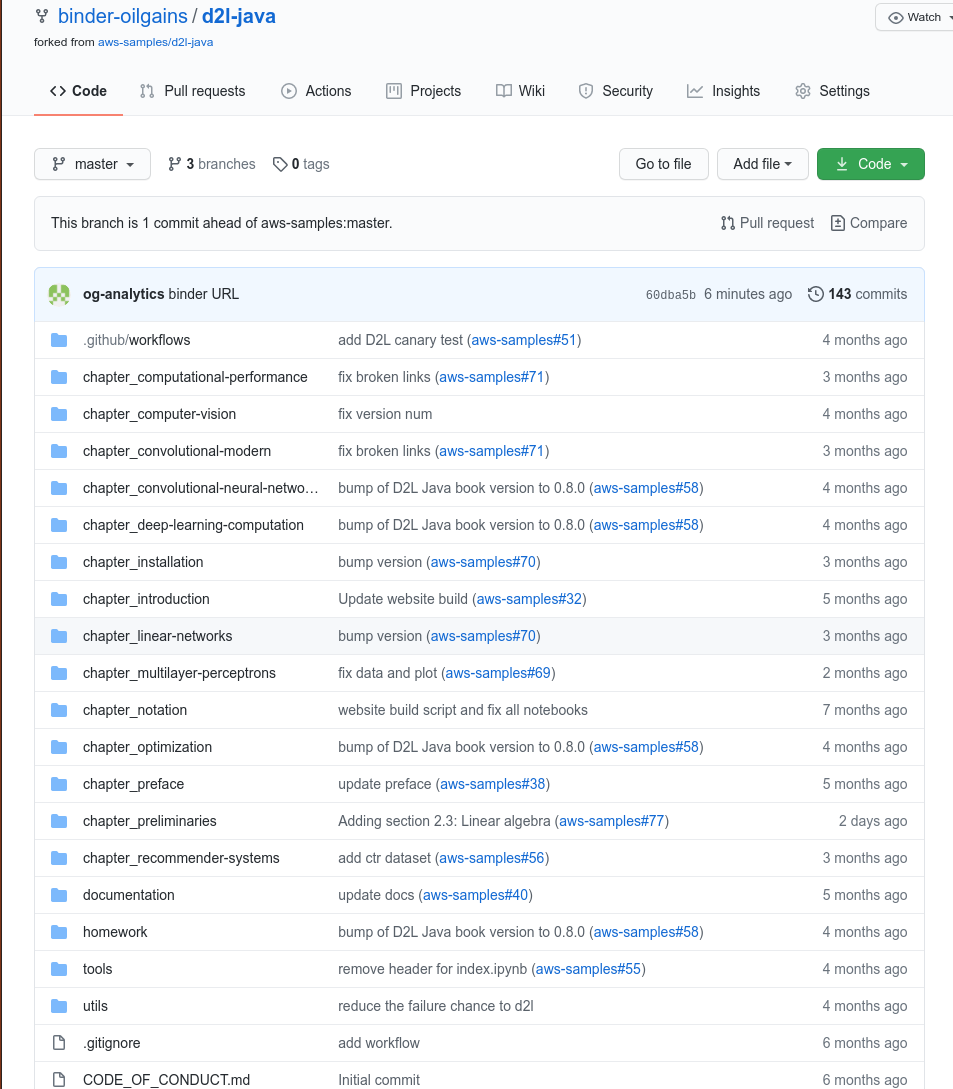 binder-oilgains / d2l-java
Watch
forked from aws-samples/d2l-java
Code Pull requests Actions Projects Wiki Security Insights Settings
master 3 branches 0 tags Go to file Add file Code
This branch is 1 commit ahead of aws-samples:master. Pull request Compare
og-analytics binder URL 60dba5b 6 minutes ago 143 commits
.github/workflows add D2L canary test (aws-samples#51) 4 months ago
chapter_computational-performance fix broken links (aws-samples#71) 3 months ago
chapter_computer-vision fix version num 4 months ago
chapter_convolutional-modern fix broken links (aws-samples#71) 3 months ago
chapter_convolutional-neural-netwo… bump of D2L Java book version to 0.8.0 (aws-samples#58) 4 months ago
chapter_deep-learning-computation bump of D2L Java book version to 0.8.0 (aws-samples#58) 4 months ago
chapter_installation bump version (aws-samples#70) 3 months ago
chapter_introduction Update website build (aws-samples#32) 5 months ago
chapter_linear-networks bump version (aws-samples#70) 3 months ago
chapter_multilayer-perceptrons fix data and plot (aws-samples#69) 2 months ago
chapter_notation website build script and fix all notebooks 7 months ago
chapter_optimization bump of D2L Java book version to 0.8.0 (aws-samples#58) 4 months ago
chapter_preface update preface (aws-samples#38) 5 months ago
chapter_preliminaries Adding section 2.3: Linear algebra (aws-samples#77) 2 days ago
chapter_recommender-systems add ctr dataset (aws-samples#56) 3 months ago
documentation update docs (aws-samples#40) 5 months ago
homework bump of D2L Java book version to 0.8.0 (aws-samples#58) 4 months ago
tools remove header for index.ipynb (aws-samples#55) 4 months ago
utils reduce the failure chance to d2l 4 months ago
.gitignore add workflow 6 months ago
CODE_OF_CONDUCT.md Initial commit 6 months ago